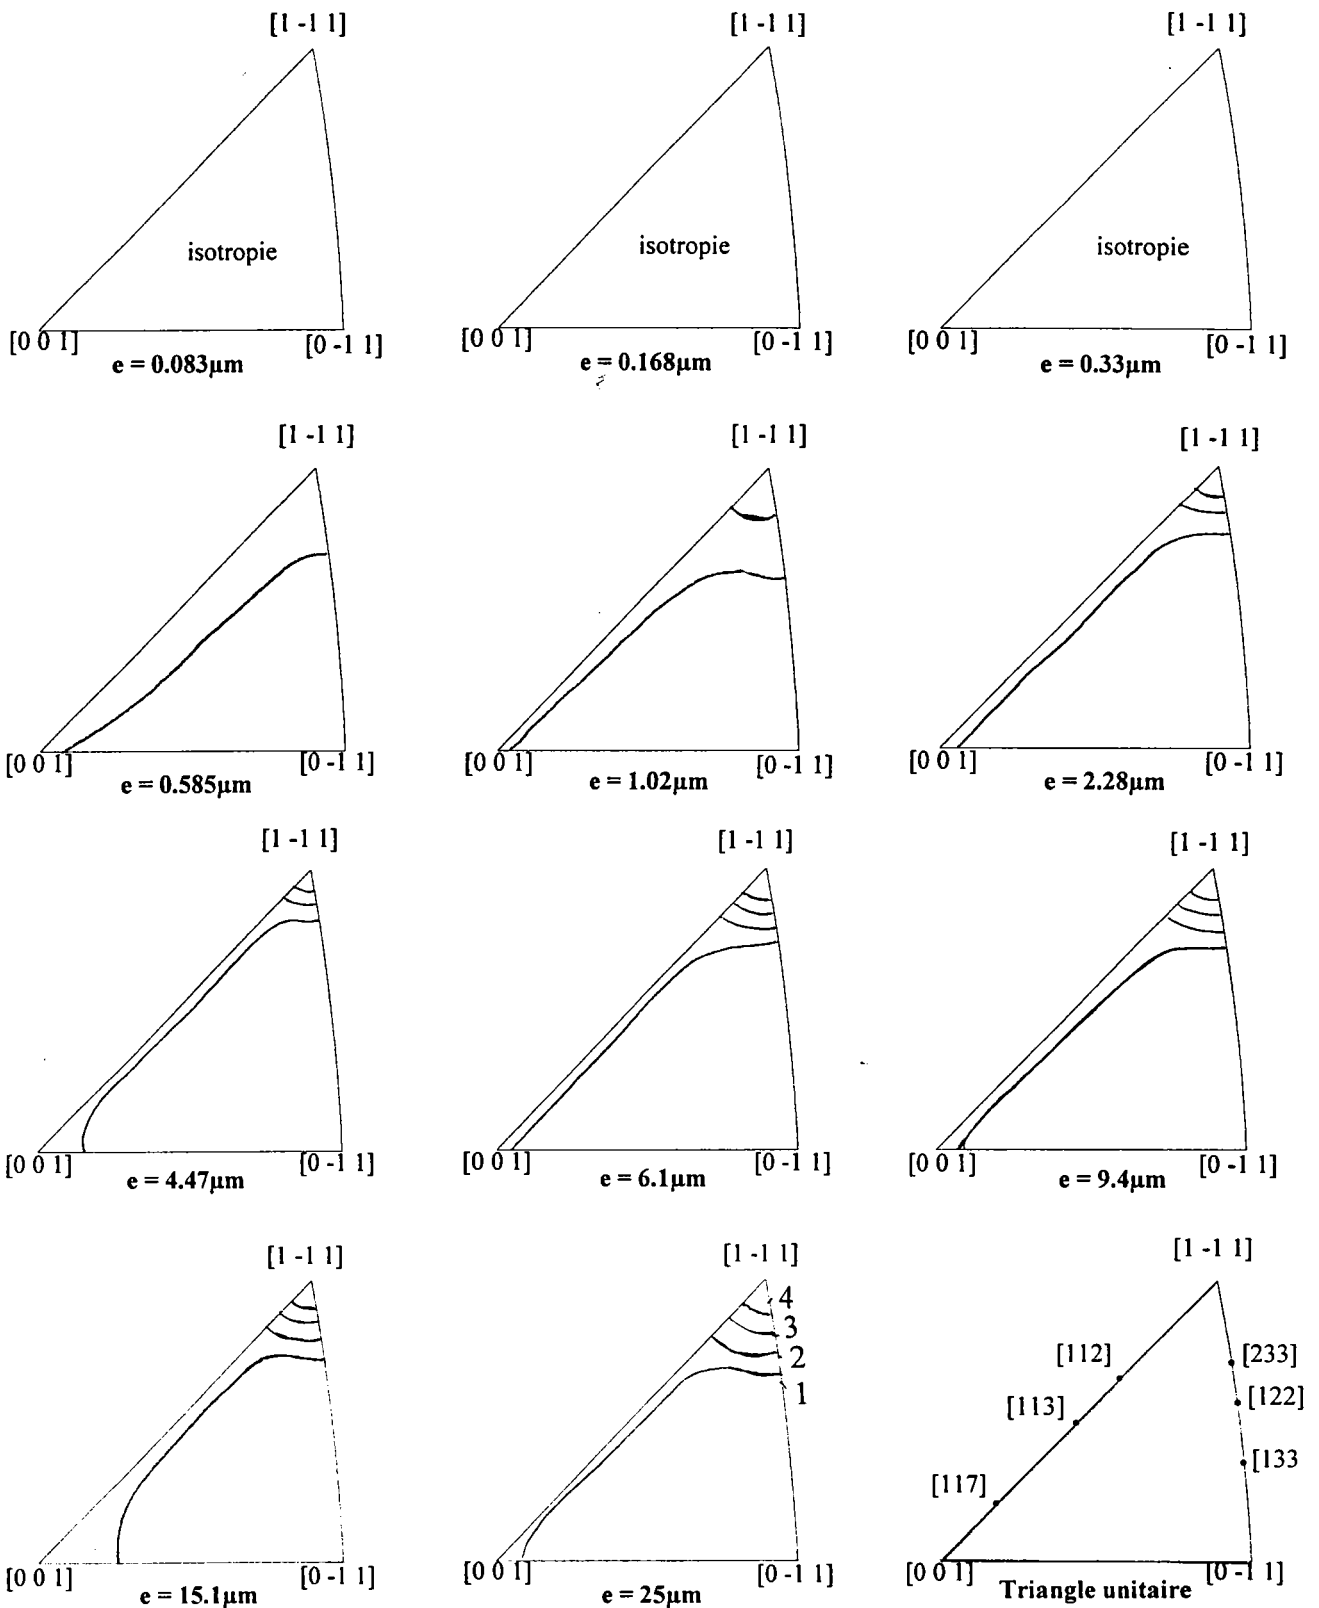 [1 -1 1]
[1 -1 1]
[1 -1 1]
isotropie
isotropie
isotropie
[0 0 1]
[0 -1 1]
[0 0 1]
[0 -1 1]
[0 0 1]
[0 -1 1]
e = 0.083µm
e = 0.168µm
e = 0.33µm
[1 -1 1]
[1 -1 1]
[1 -1 1]
[0 0 1]
[0 -1 1]
[0 0 1]
[0 -1 1]
[0 0 1]
[0 -1 1]
e = 0.585µm
e = 1.02µm
e = 2.28µm
[1 -1 1]
[1 -1 1]
[1 -1 1]
[0 0 1]
[0 -1 1]
[0 0 1]
[0 -1 1]
[0 0 1]
[0 -1 1]
e = 4.47µm
e = 6.1µm
e = 9.4µm
[1 -1 1]
[1 -1 1]
[1 -1 1]
4
3
2
1
[112]
[233]
[113]
[122]
[117]
[133
[0 0 1]
[0 -1 1]
[0 0 1]
[0 -1 1]
[0 0 1]
[0 -1 1]
e = 15.1µm
e = 25µm
Triangle unitaire